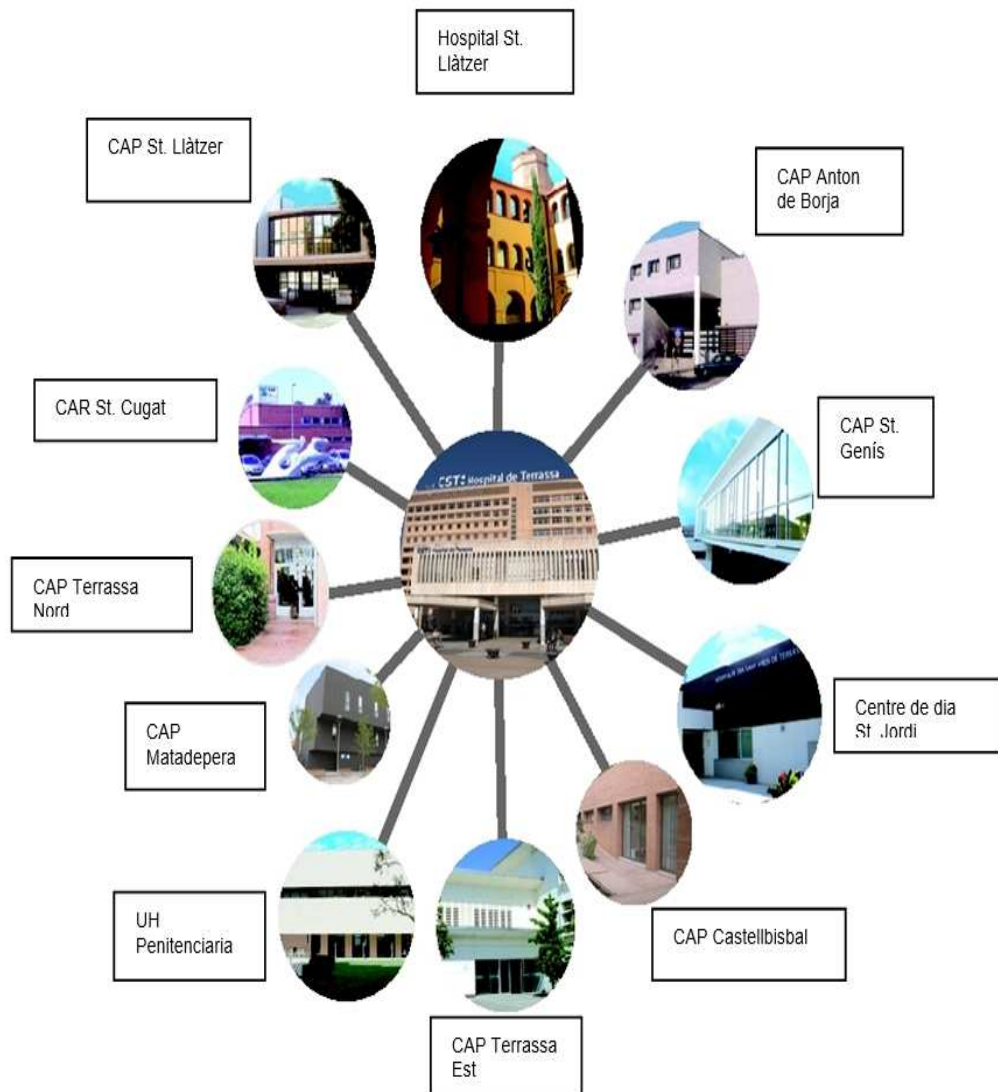 Hospital St.
Llàtzer
CAP St. Llàtzer
CAP Anton
de Borja
CAR St. Cugat
CAP St.
Genís
CST Hospital de Terrassa
CAP Terrassa
Nord
Centre de dia
St. Jordi
CAP
Matadepera
UH
Penitenciaria
CAP Castellbisbal
CAP Terrassa
Est